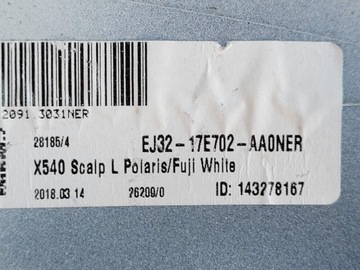 2091.3031NER
28185/4 EJ32-17E702-AA0NER
X540 Scalp L Polaris/Fuji White
2018.03 14 26209/0 ID: 143278167